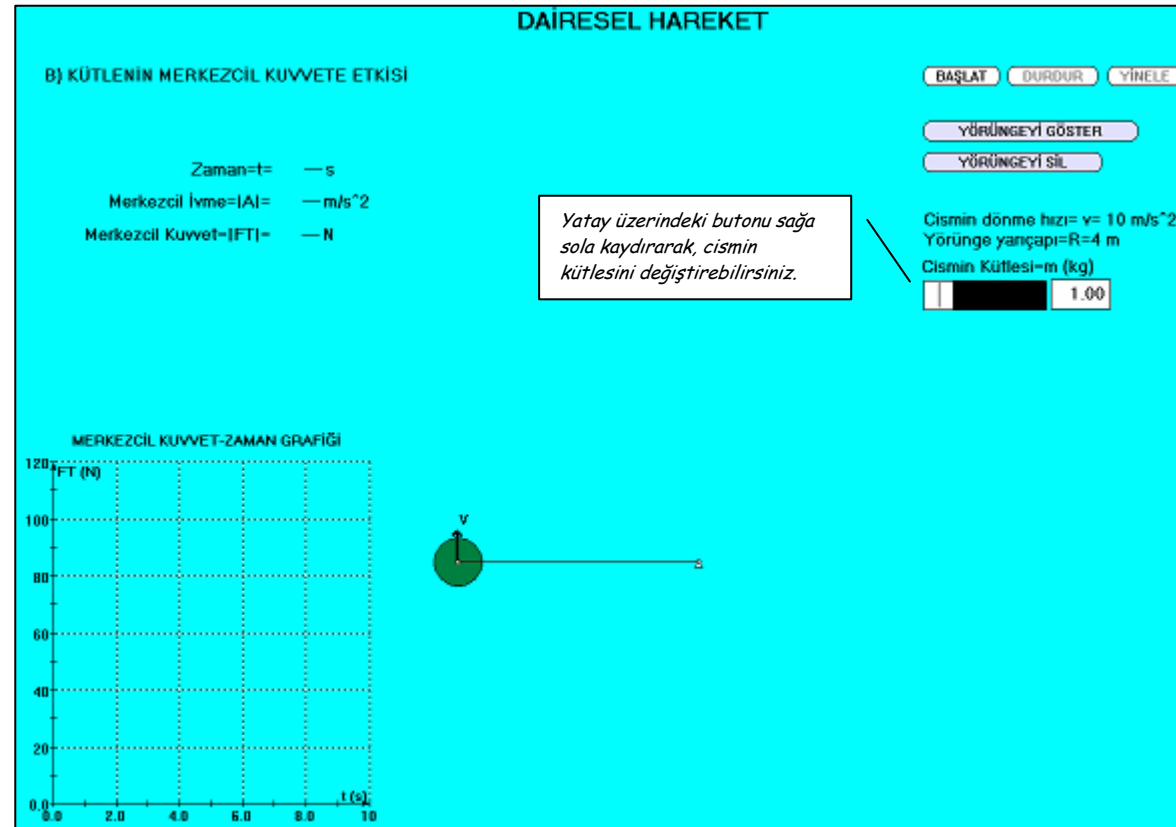 DAİRESEL HAREKET
B) KÜTLENİN MERKEZCİL KUVVETE ETKİSİ
BAŞLAT DURDUR YİNELE
YÖRÜNGEYİ GÖSTER
YÖRÜNGEYİ SİL
Zaman=t= — s
Merkezcil İvme=|A|= — m/s^2
Merkezcil Kuvvet=|FT|= — N
Yatay üzerindeki butonu sağa
sola kaydırarak, cismin
kütlesini değiştirebilirsiniz.
Cismin dönme hızı= v= 10 m/s^2
Yörünge yarıçapı=R=4 m
Cismin Kütlesi=m (kg)
1.00
MERKEZCİL KUVVET-ZAMAN GRAFİĞİ
120
FT (N)
100
80
60
40
20
0.0
t (s)
0.0 2.0 4.0 6.0 8.0 10
V